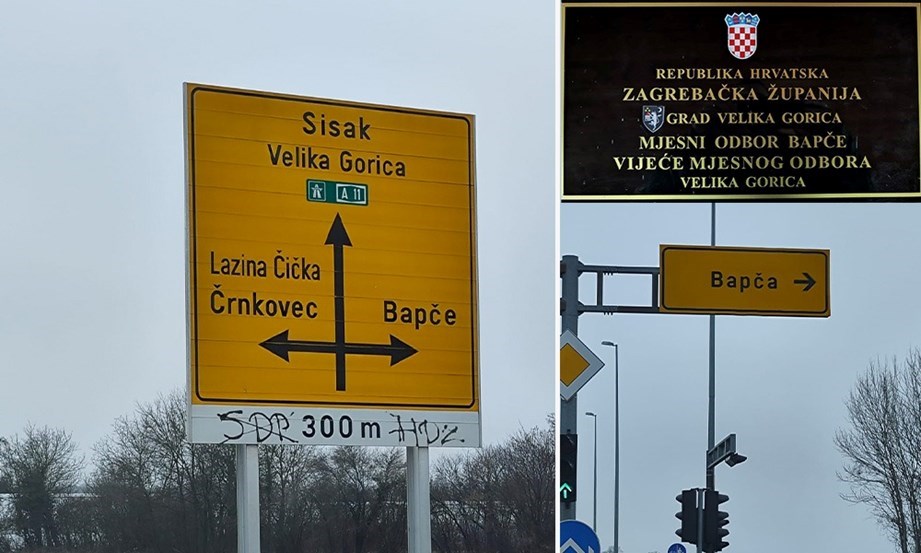 Sisak
Velika Gorica
A 11
Lazina Čička
Črnkovec
Bapče
SDP 300 m HDZ
REPUBLIKA HRVATSKA
ZAGREBAČKA ŽUPANIJA
GRAD VELIKA GORICA
MJESNI ODBOR BAPČE
VIJEĆE MJESNOG ODBORA
VELIKA GORICA
Bapča